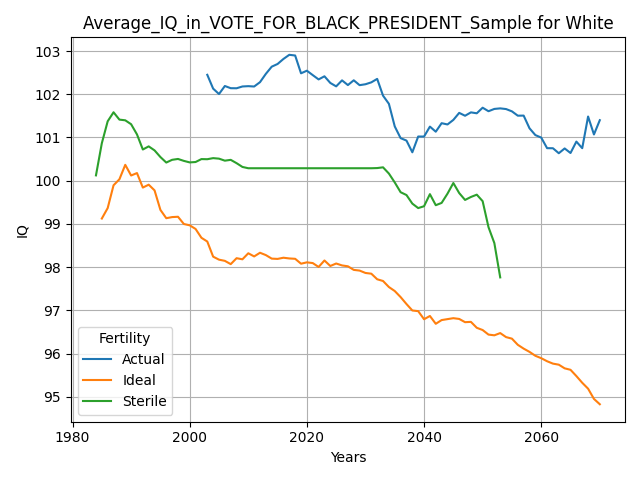 Average_IQ_in_VOTE_FOR_BLACK_PRESIDENT_Sample for White
103
102
101
100
99
98
97
96
95
IQ
Fertility
Actual
Ideal
Sterile
1980 2000 2020 2040 2060
Years